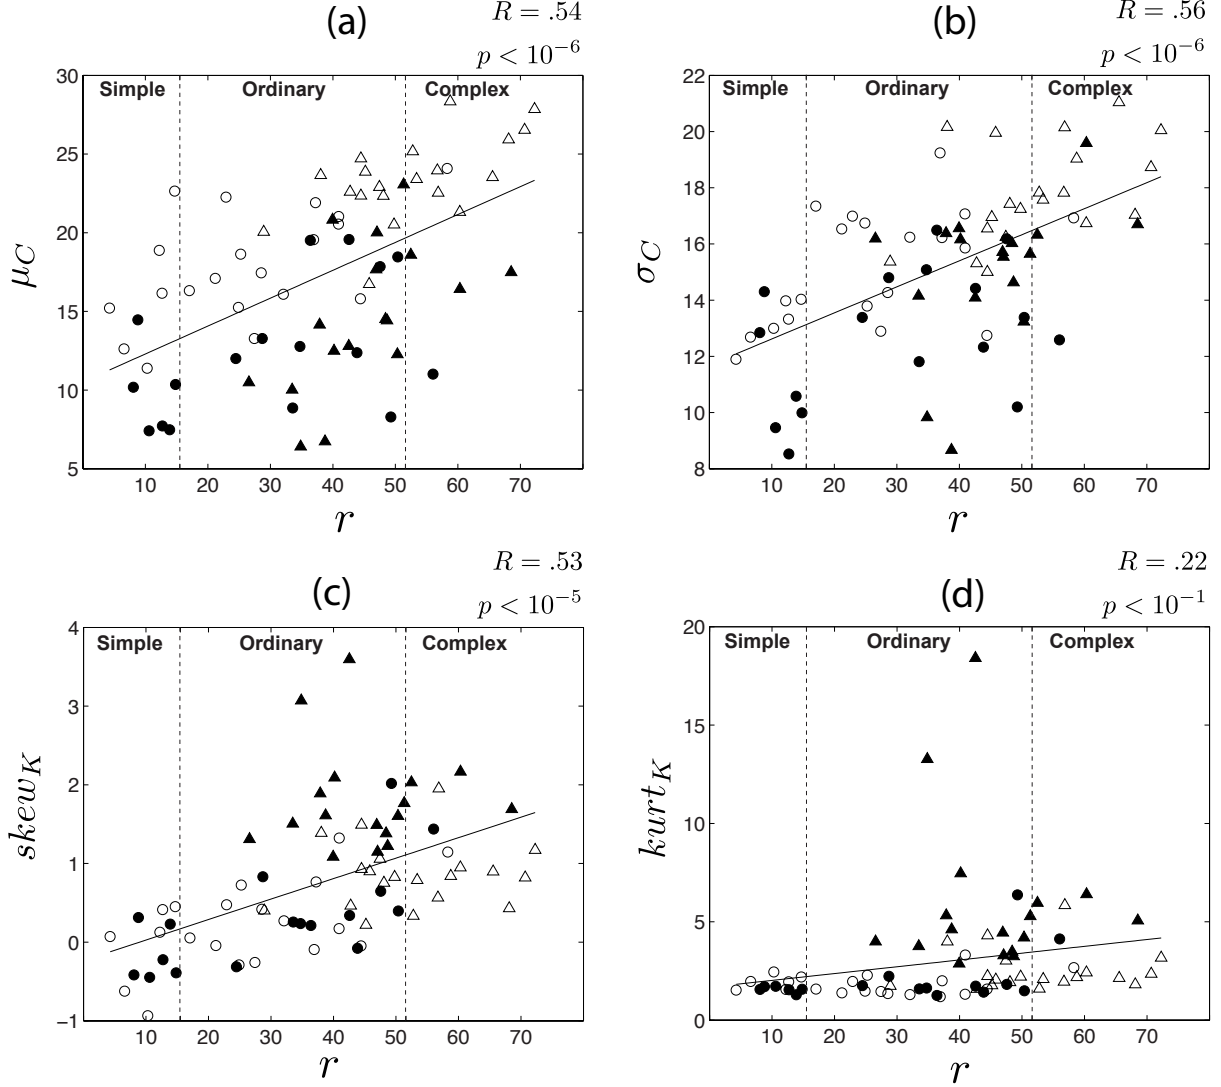 (a)
R = .54
p < 10⁻⁶
Simple Ordinary Complex
30
25
20
15
10
5
μ_C
10 20 30 40 50 60 70
r
(b)
R = .56
p < 10⁻⁶
Simple Ordinary Complex
22
20
18
16
14
12
10
8
σ_C
10 20 30 40 50 60 70
r
(c)
R = .53
p < 10⁻⁵
Simple Ordinary Complex
4
3
2
1
0
−1
skew_K
10 20 30 40 50 60 70
r
(d)
R = .22
p < 10⁻¹
Simple Ordinary Complex
20
15
10
5
0
kurt_K
10 20 30 40 50 60 70
r